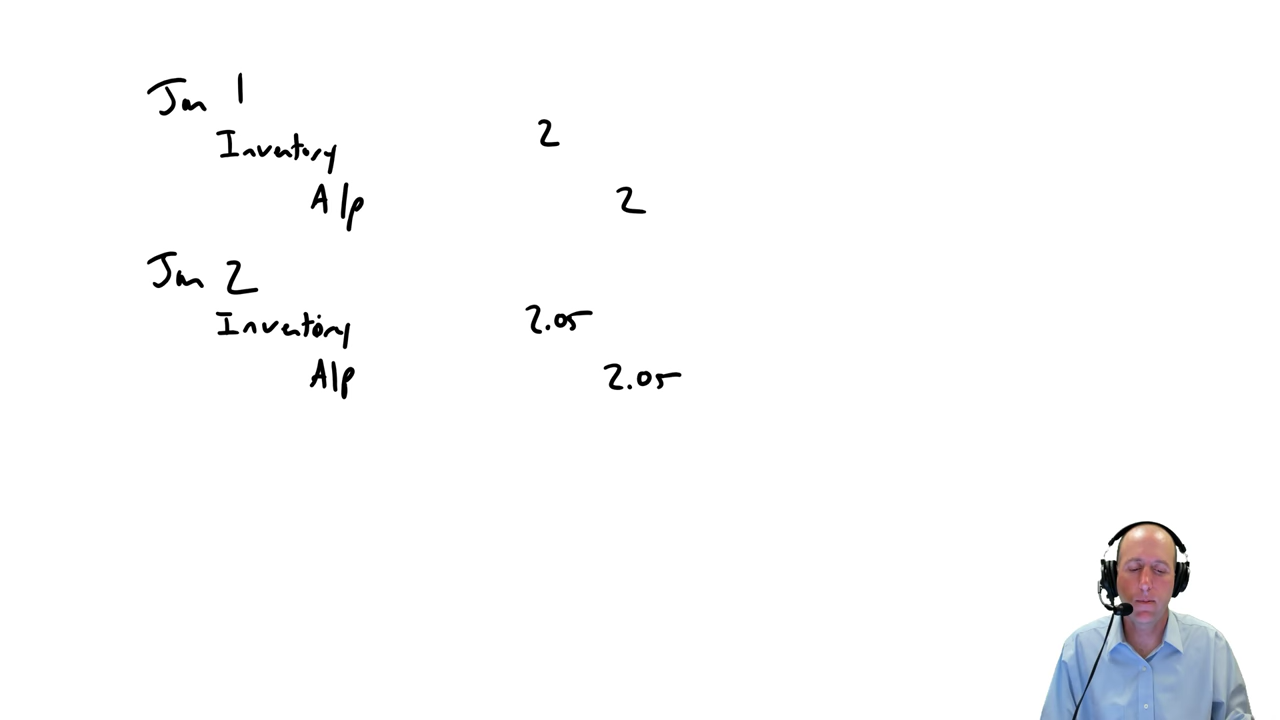 Jan 1
Inventory 2
A/p 2
Jan 2
Inventory 2.05
A/p 2.05